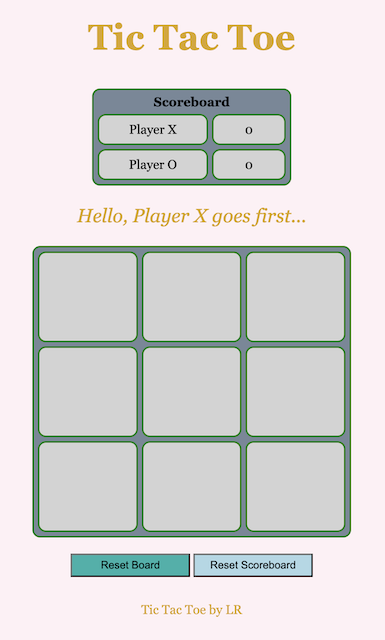 Tic Tac Toe
Scoreboard
Player X 0
Player O 0
Hello, Player X goes first...
Reset Board Reset Scoreboard
Tic Tac Toe by LR